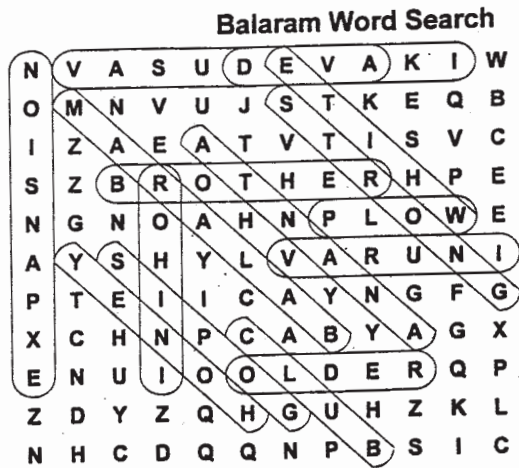 Balaram Word Search
N V A S U D E V A K I W
O M N V U J S T K E Q B
I Z A E A T V T I S V C
S Z B R O T H E R H P E
N G N O A H N P L O W E
A Y S H Y L V A R U N I
P T E I I C A Y N G F G
X C H N P C A B Y A G X
E N U I O O L D E R Q P
Z D Y Z Q H G U H Z K L
N H C D Q Q N P B S I C